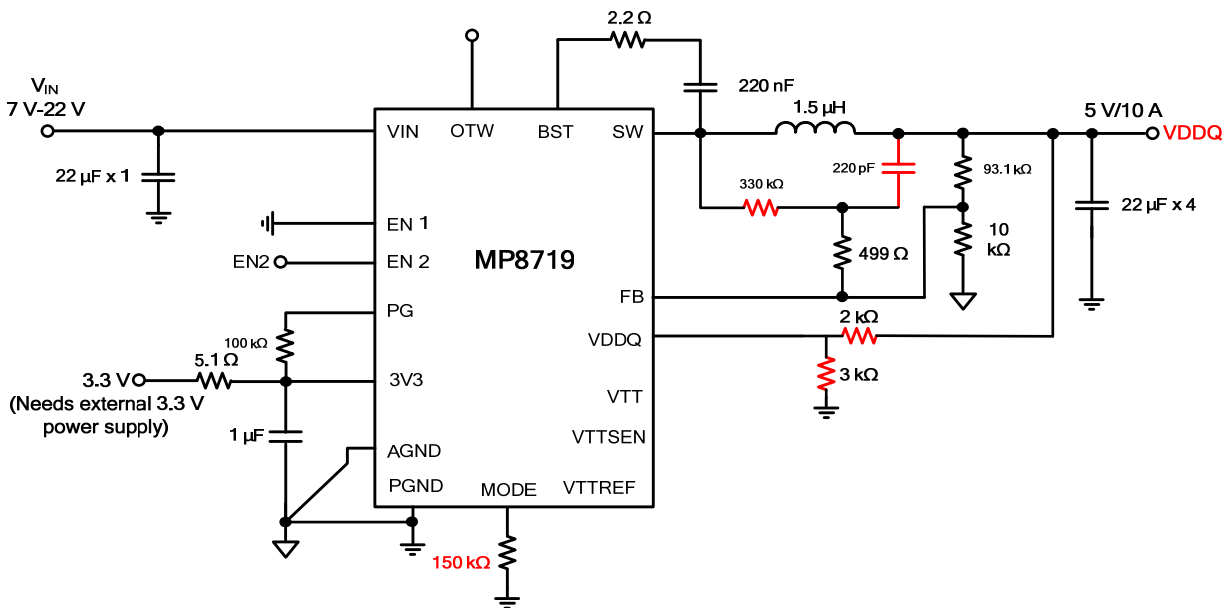 2.2 Ω
VIN
7 V-22 V
220 nF
1.5 µH
5 V/10 A
VDDQ
VIN
OTW
BST
SW
22 µF x 1
220 pF
93.1 kΩ
330 kΩ
22 µF x 4
EN 1
10
kΩ
499 Ω
EN2
EN 2
MP8719
FB
PG
2 kΩ
100 kΩ
VDDQ
5.1 Ω
3.3 V
3V3
3 kΩ
(Needs external 3.3 V
power supply)
VTT
1 µF
VTTSEN
AGND
PGND
MODE
VTTREF
150 kΩ